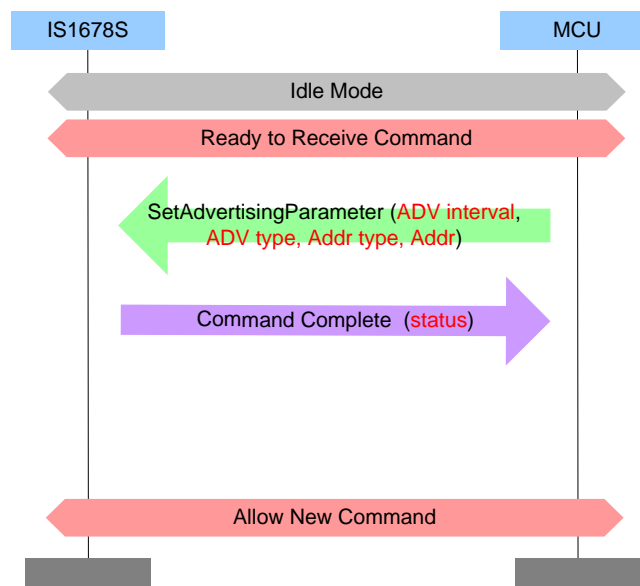 IS1678S
MCU
Idle Mode
Ready to Receive Command
SetAdvertisingParameter (ADV interval,
ADV type, Addr type, Addr)
Command Complete  (status)
Allow New Command